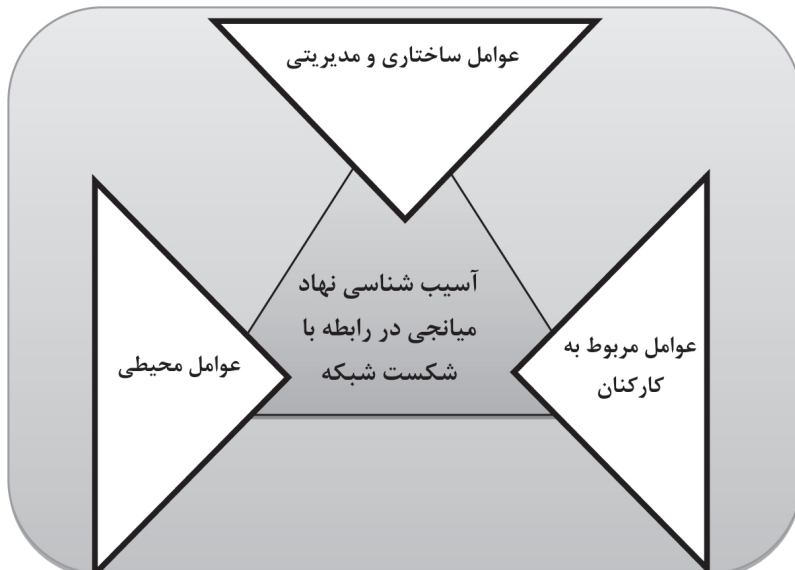 عوامل ساختاری و مدیریتی
آسیب شناسی نهاد
میانجی در رابطه با
شکست شبکه
عوامل مربوط به
کارکنان
عوامل محیطی